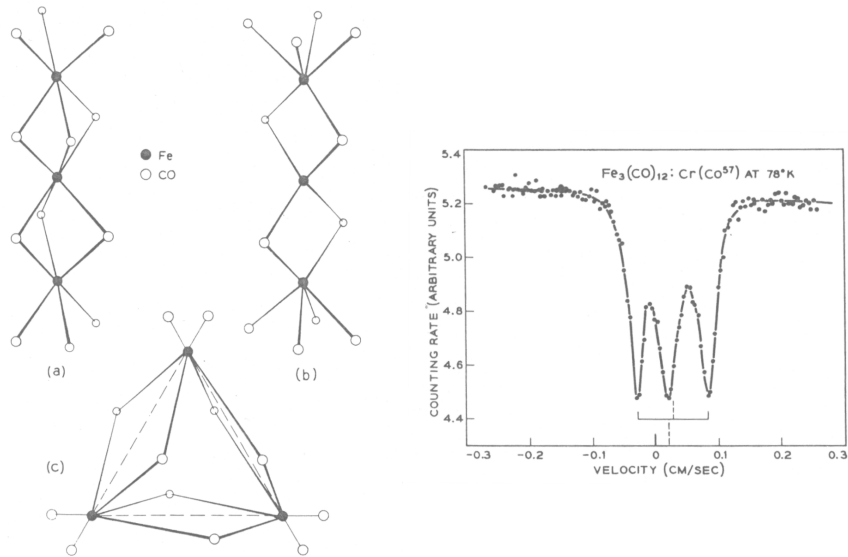 Fe
CO
(a)
(b)
(c)
Fe₃(CO)₁₂: Cr(Co⁵⁷) AT 78°K
COUNTING RATE (ARBITRARY UNITS)
5.4
5.2
5.0
4.8
4.6
4.4
-0.3
-0.2
-0.1
0
0.1
0.2
0.3
VELOCITY (CM/SEC)